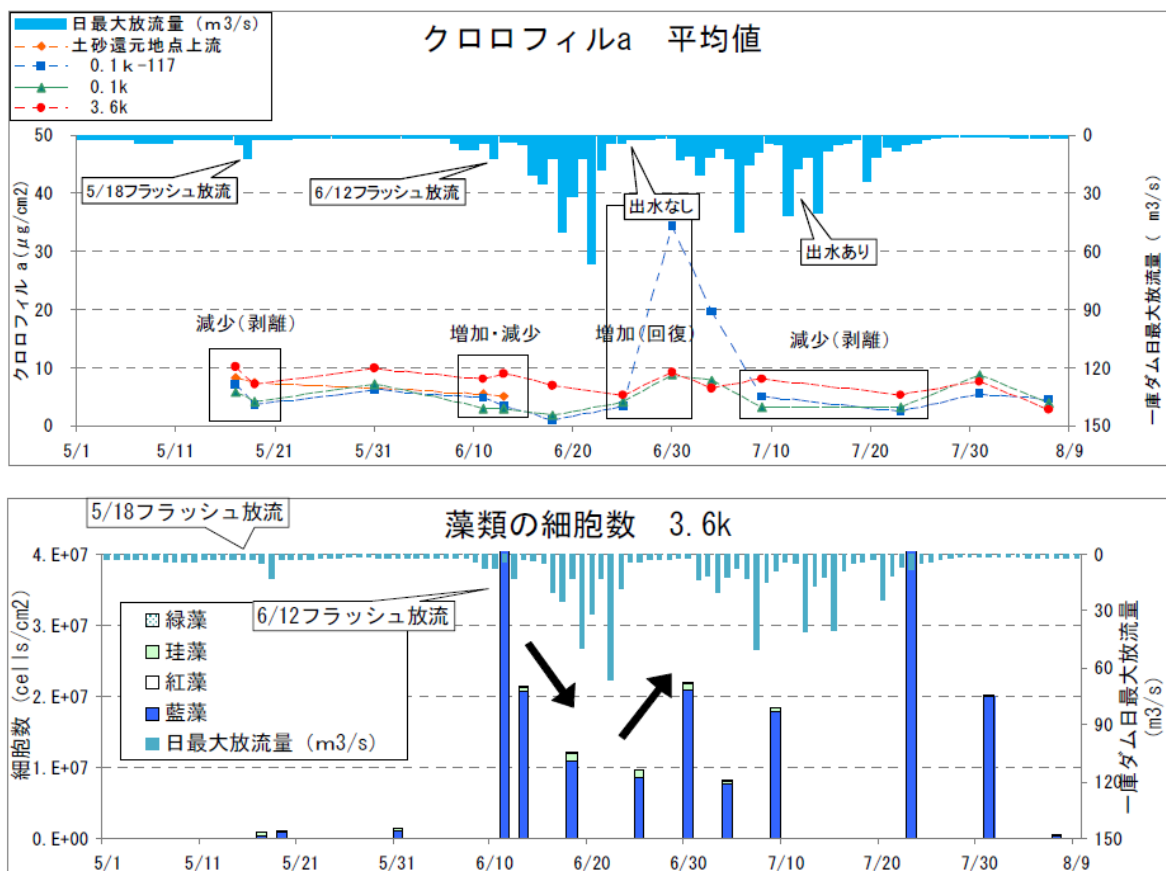 日最大放流量（m3/s）
土砂還元地点上流
0.1k-117
0.1k
3.6k
クロロフィルa　平均値
クロロフィルa(μg/cm2)
50
40
30
20
10
0
0
30
60
90
120
150
一庫ダム日最大放流量（ m3/s）
5/18フラッシュ放流
6/12フラッシュ放流
出水なし
出水あり
減少(剥離)
増加・減少
増加(回復)
減少(剥離)
5/1
5/11
5/21
5/31
6/10
6/20
6/30
7/10
7/20
7/30
8/9
5/18フラッシュ放流
藻類の細胞数　3.6k
6/12フラッシュ放流
緑藻
珪藻
紅藻
藍藻
日最大放流量（m3/s）
細胞数 (cells/cm2)
4.E+07
3.E+07
2.E+07
1.E+07
0.E+00
0
30
60
90
120
150
一庫ダム日最大放流量
(m3/s)
5/1
5/11
5/21
5/31
6/10
6/20
6/30
7/10
7/20
7/30
8/9